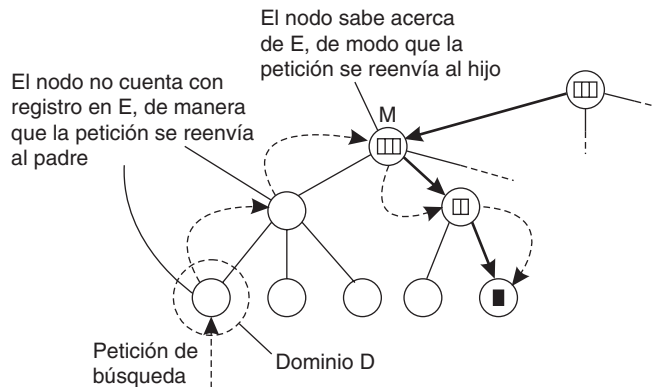 El nodo sabe acerca
de E, de modo que la
petición se reenvía al hijo
El nodo no cuenta con
registro en E, de manera
que la petición se reenvía
al padre
M
Petición de
búsqueda
Dominio D